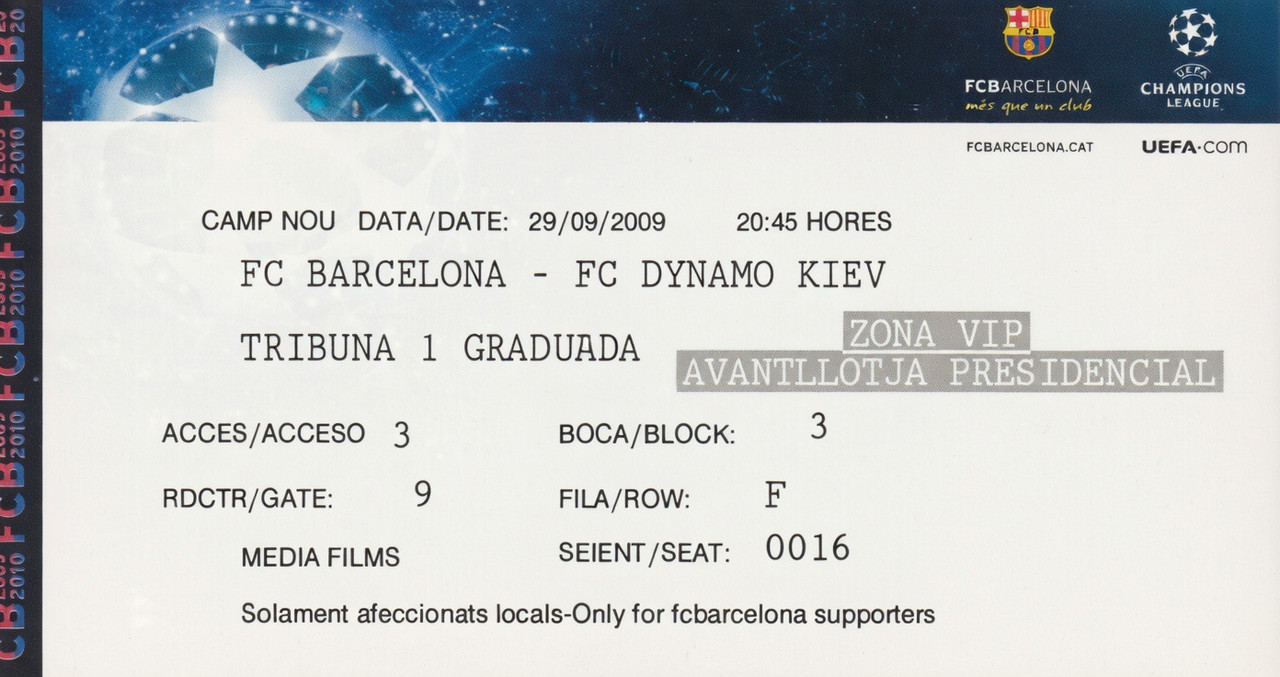 FCBARCELONA
més que un club
UEFA
CHAMPIONS
LEAGUE
FCBARCELONA.CAT
UEFA.COM
CAMP NOU DATA/DATE: 29/09/2009 20:45 HORES
FC BARCELONA - FC DYNAMO KIEV
TRIBUNA 1 GRADUADA
ZONA VIP
AVANTLLOTJA PRESIDENCIAL
ACCES/ACCESO 3
BOCA/BLOCK: 3
RDCTR/GATE: 9
FILA/ROW: F
MEDIA FILMS
SEIENT/SEAT: 0016
Solament afeccionats locals-Only for fcbarcelona supporters
FCB 2009 2010